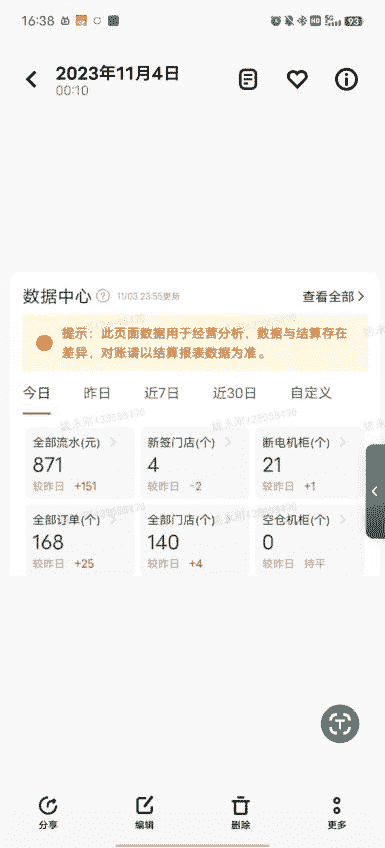 16:38
HD
5G
93
2023年11月4日
00:10
数据中心
11/03 23:55更新
查看全部
提示：此页面数据用于经营分析，数据与结算存在
差异，对账请以结算报表数据为准。
今日 昨日 近7日 近30日 自定义
全部流水(元) 新签门店(个) 断电机柜(个)
871 4 21
较昨日 +151 较昨日 -2 较昨日 +1
全部订单(个) 全部门店(个) 空仓机柜(个)
168 140 0
较昨日 +25 较昨日 +4 较昨日 持平
T
分享 编辑 删除 更多